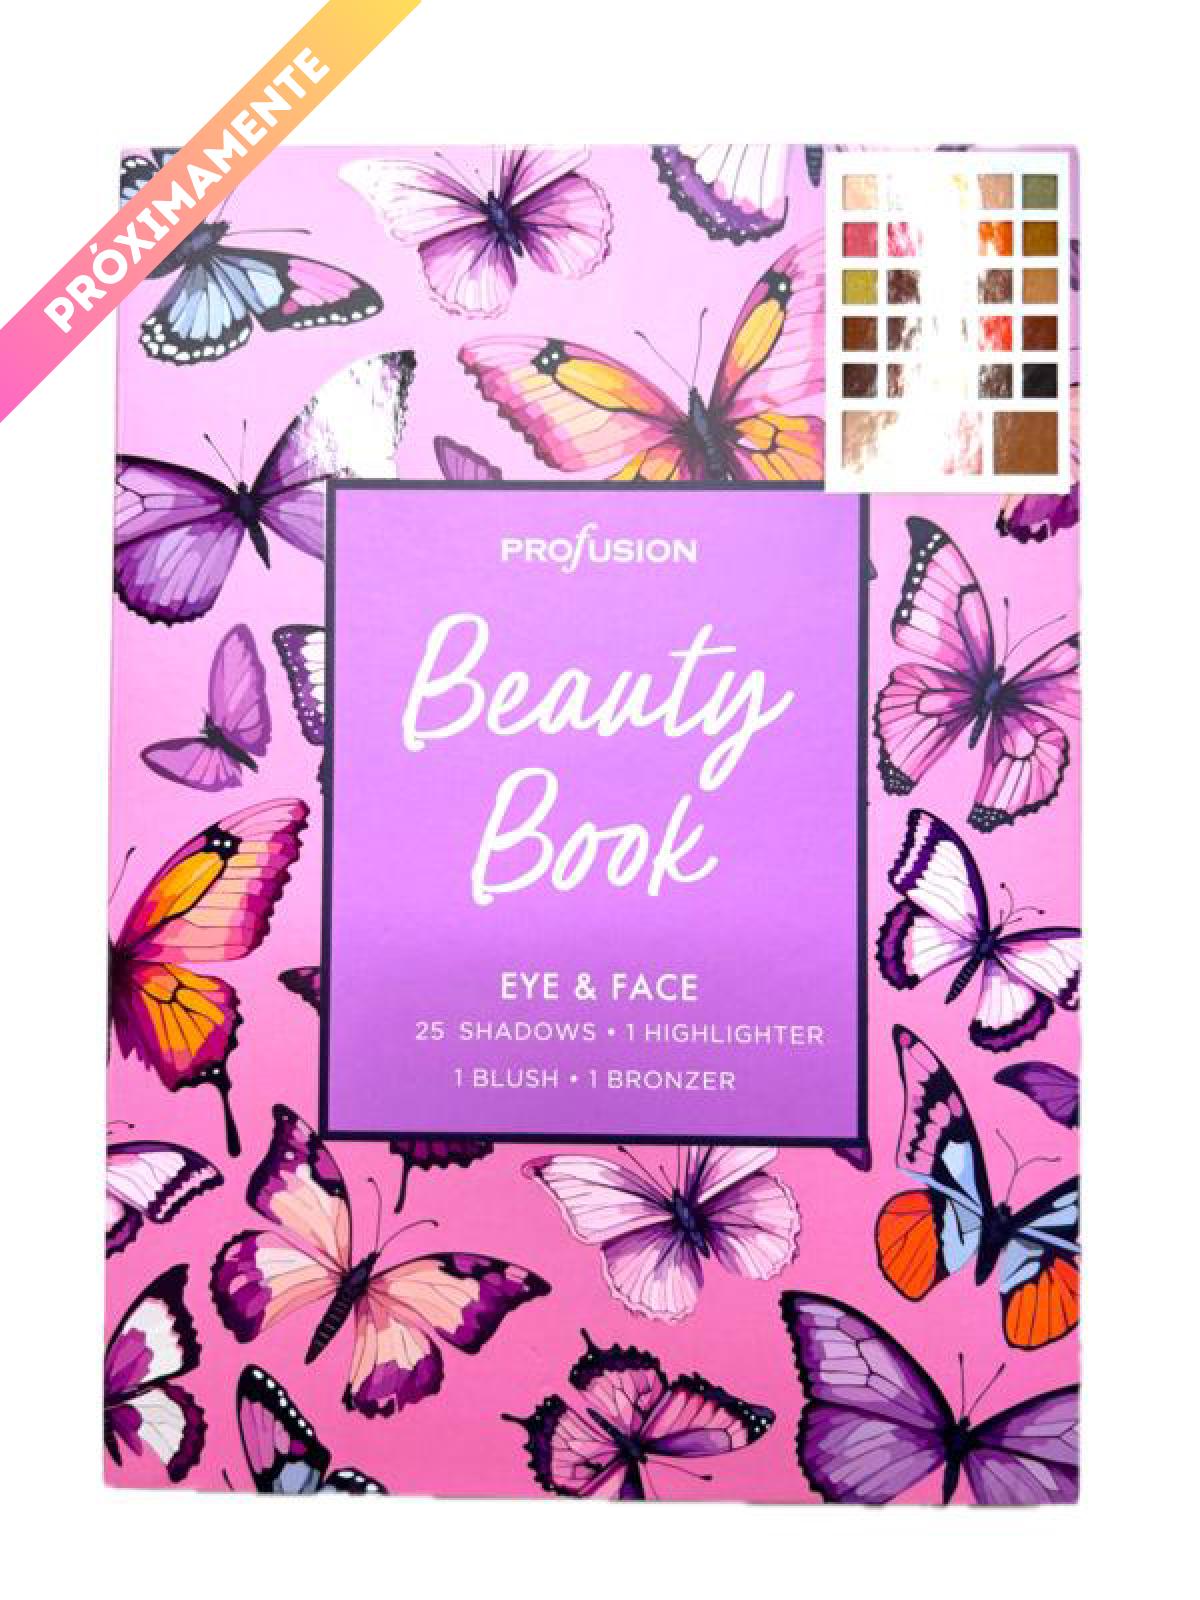 PRÓXIMAMENTE
PROFUSION
Beauty
Book
EYE & FACE
25 SHADOWS • 1 HIGHLIGHTER
1 BLUSH • 1 BRONZER